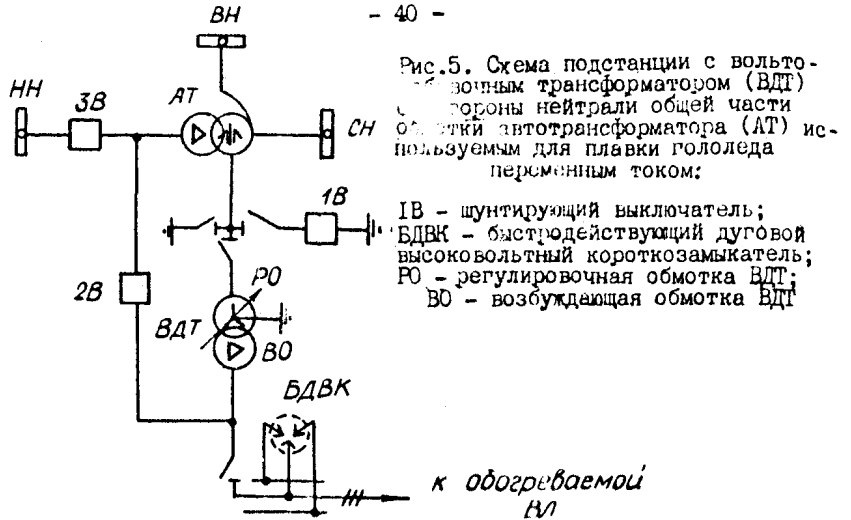 - 40 -
ВН
НН
3В
АТ
СН
1В
2В
РО
ВДТ
ВО
БДВК
к обогреваемой
ВЛ
Рис.5. Схема подстанции с вольто-
трансформатором (ВДТ)
нейтрали общей части
автотрансформатора (АТ) ис-
пользуемым для плавки гололеда
переменным током:
IВ - шунтирующий выключатель;
БДВК - быстродействующий дуговой
высоковольтный короткозамыкатель;
РО - регулировочная обмотка ВДТ;
ВО - возбуждающая обмотка ВДТ